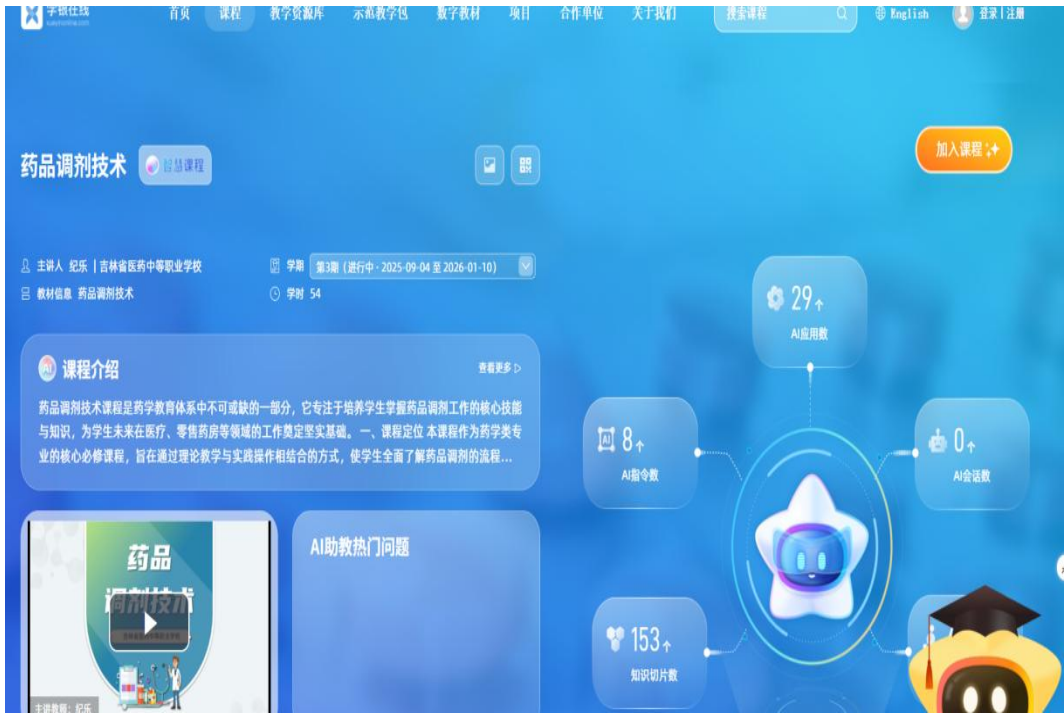 学银在线
首页 课程 教学资源库 示范教学包 数字教材 项目 合作单位 关于我们 搜索课程 English 登录 | 注册
药品调剂技术 智慧课程
加入课程
主讲人 纪乐 | 吉林省医药中等职业学校
学期 第3期 (进行中 · 2025-09-04 至 2026-01-10)
教材信息 药品调剂技术
学时 54
AI 课程介绍
查看更多
药品调剂技术课程是药学教育体系中不可或缺的一部分，它专注于培养学生掌握药品调剂工作的核心技能
与知识，为学生未来在医疗、零售药房等领域的工作奠定坚实基础。 一、课程定位 本课程作为药学类专
业的核心必修课程，旨在通过理论教学与实践操作相结合的方式，使学生全面了解药品调剂的流程...
药品
调剂技术
主讲教师：纪乐
AI助教热门问题
29
AI应用数
AI 8
AI指令数
0
AI会话数
153
知识切片数